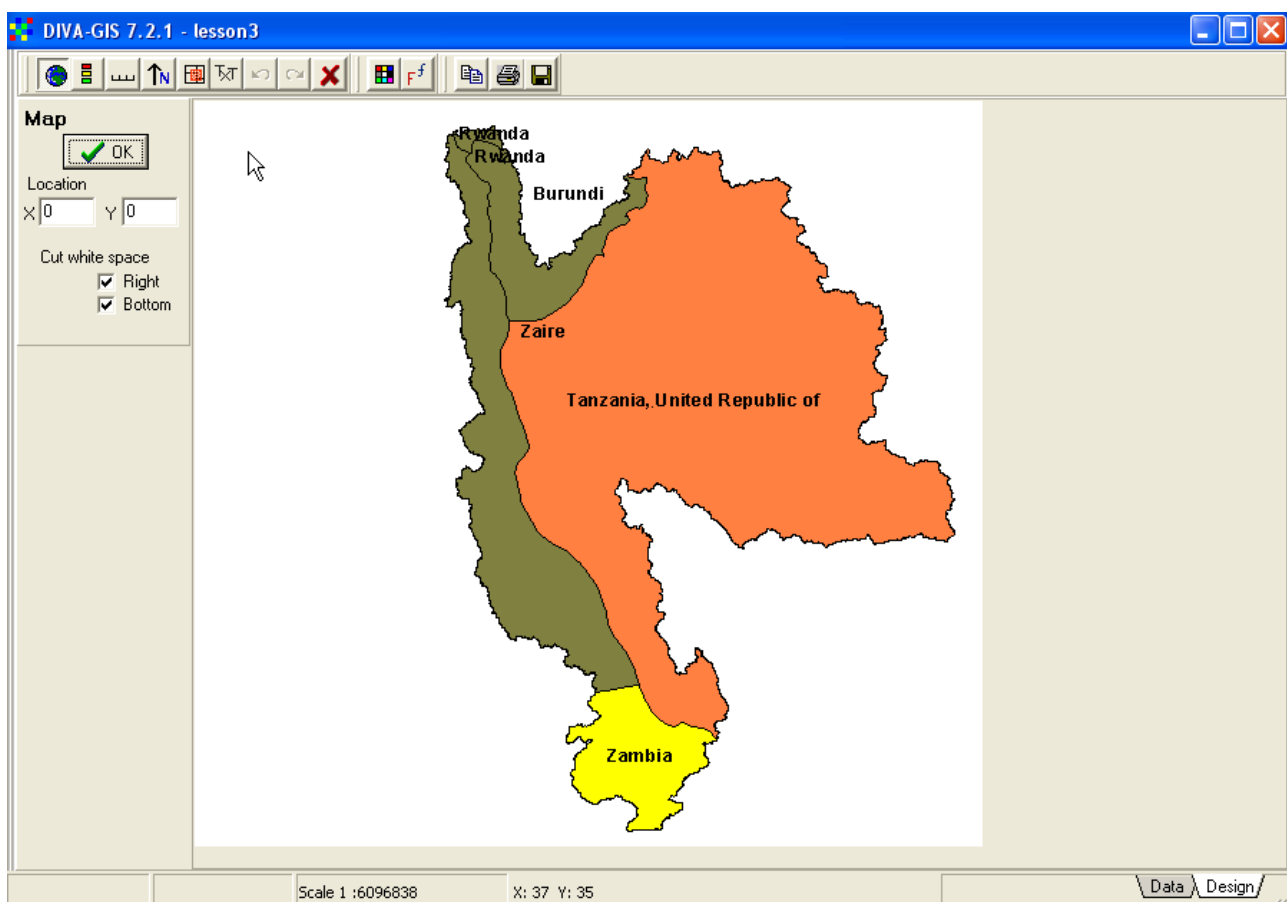 DIVA-GIS 7.2.1 - lesson3
N TXT F f
Map
OK
Location
X 0 Y 0
Cut white space
Right
Bottom
Rwanda
Rwanda
Burundi
Zaire
Tanzania, United Republic of
Zambia
Scale 1 :6096838 X: 37 Y: 35 Data Design